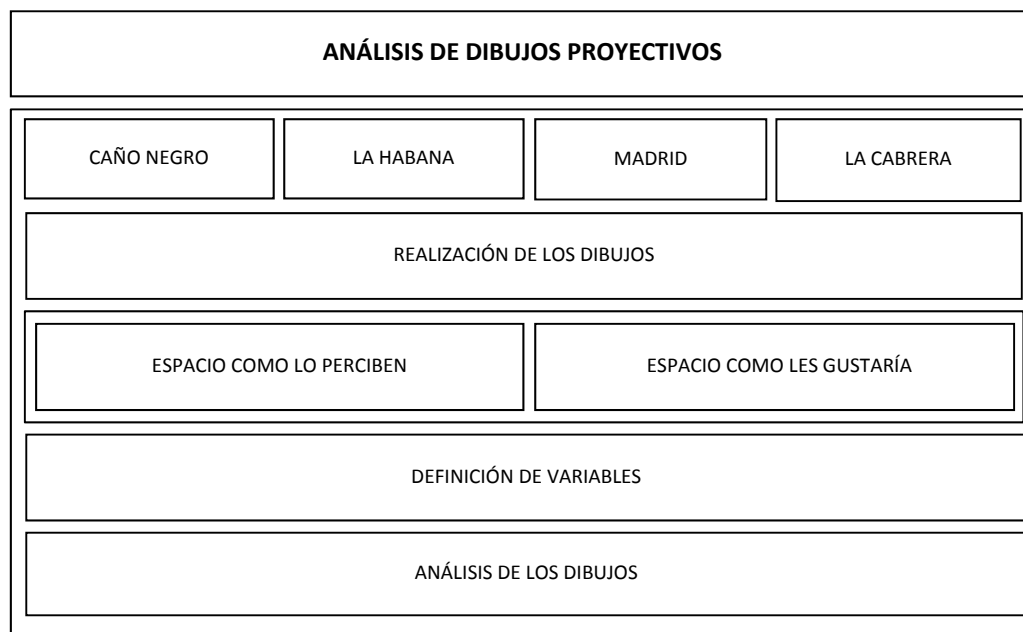 ANÁLISIS DE DIBUJOS PROYECTIVOS
CAÑO NEGRO
LA HABANA
MADRID
LA CABRERA
REALIZACIÓN DE LOS DIBUJOS
ESPACIO COMO LO PERCIBEN
ESPACIO COMO LES GUSTARÍA
DEFINICIÓN DE VARIABLES
ANÁLISIS DE LOS DIBUJOS